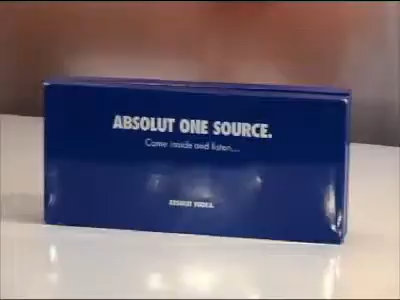 ABSOLUT ONE SOURCE.
Come inside and listen...
ABSOLUT VODKA.